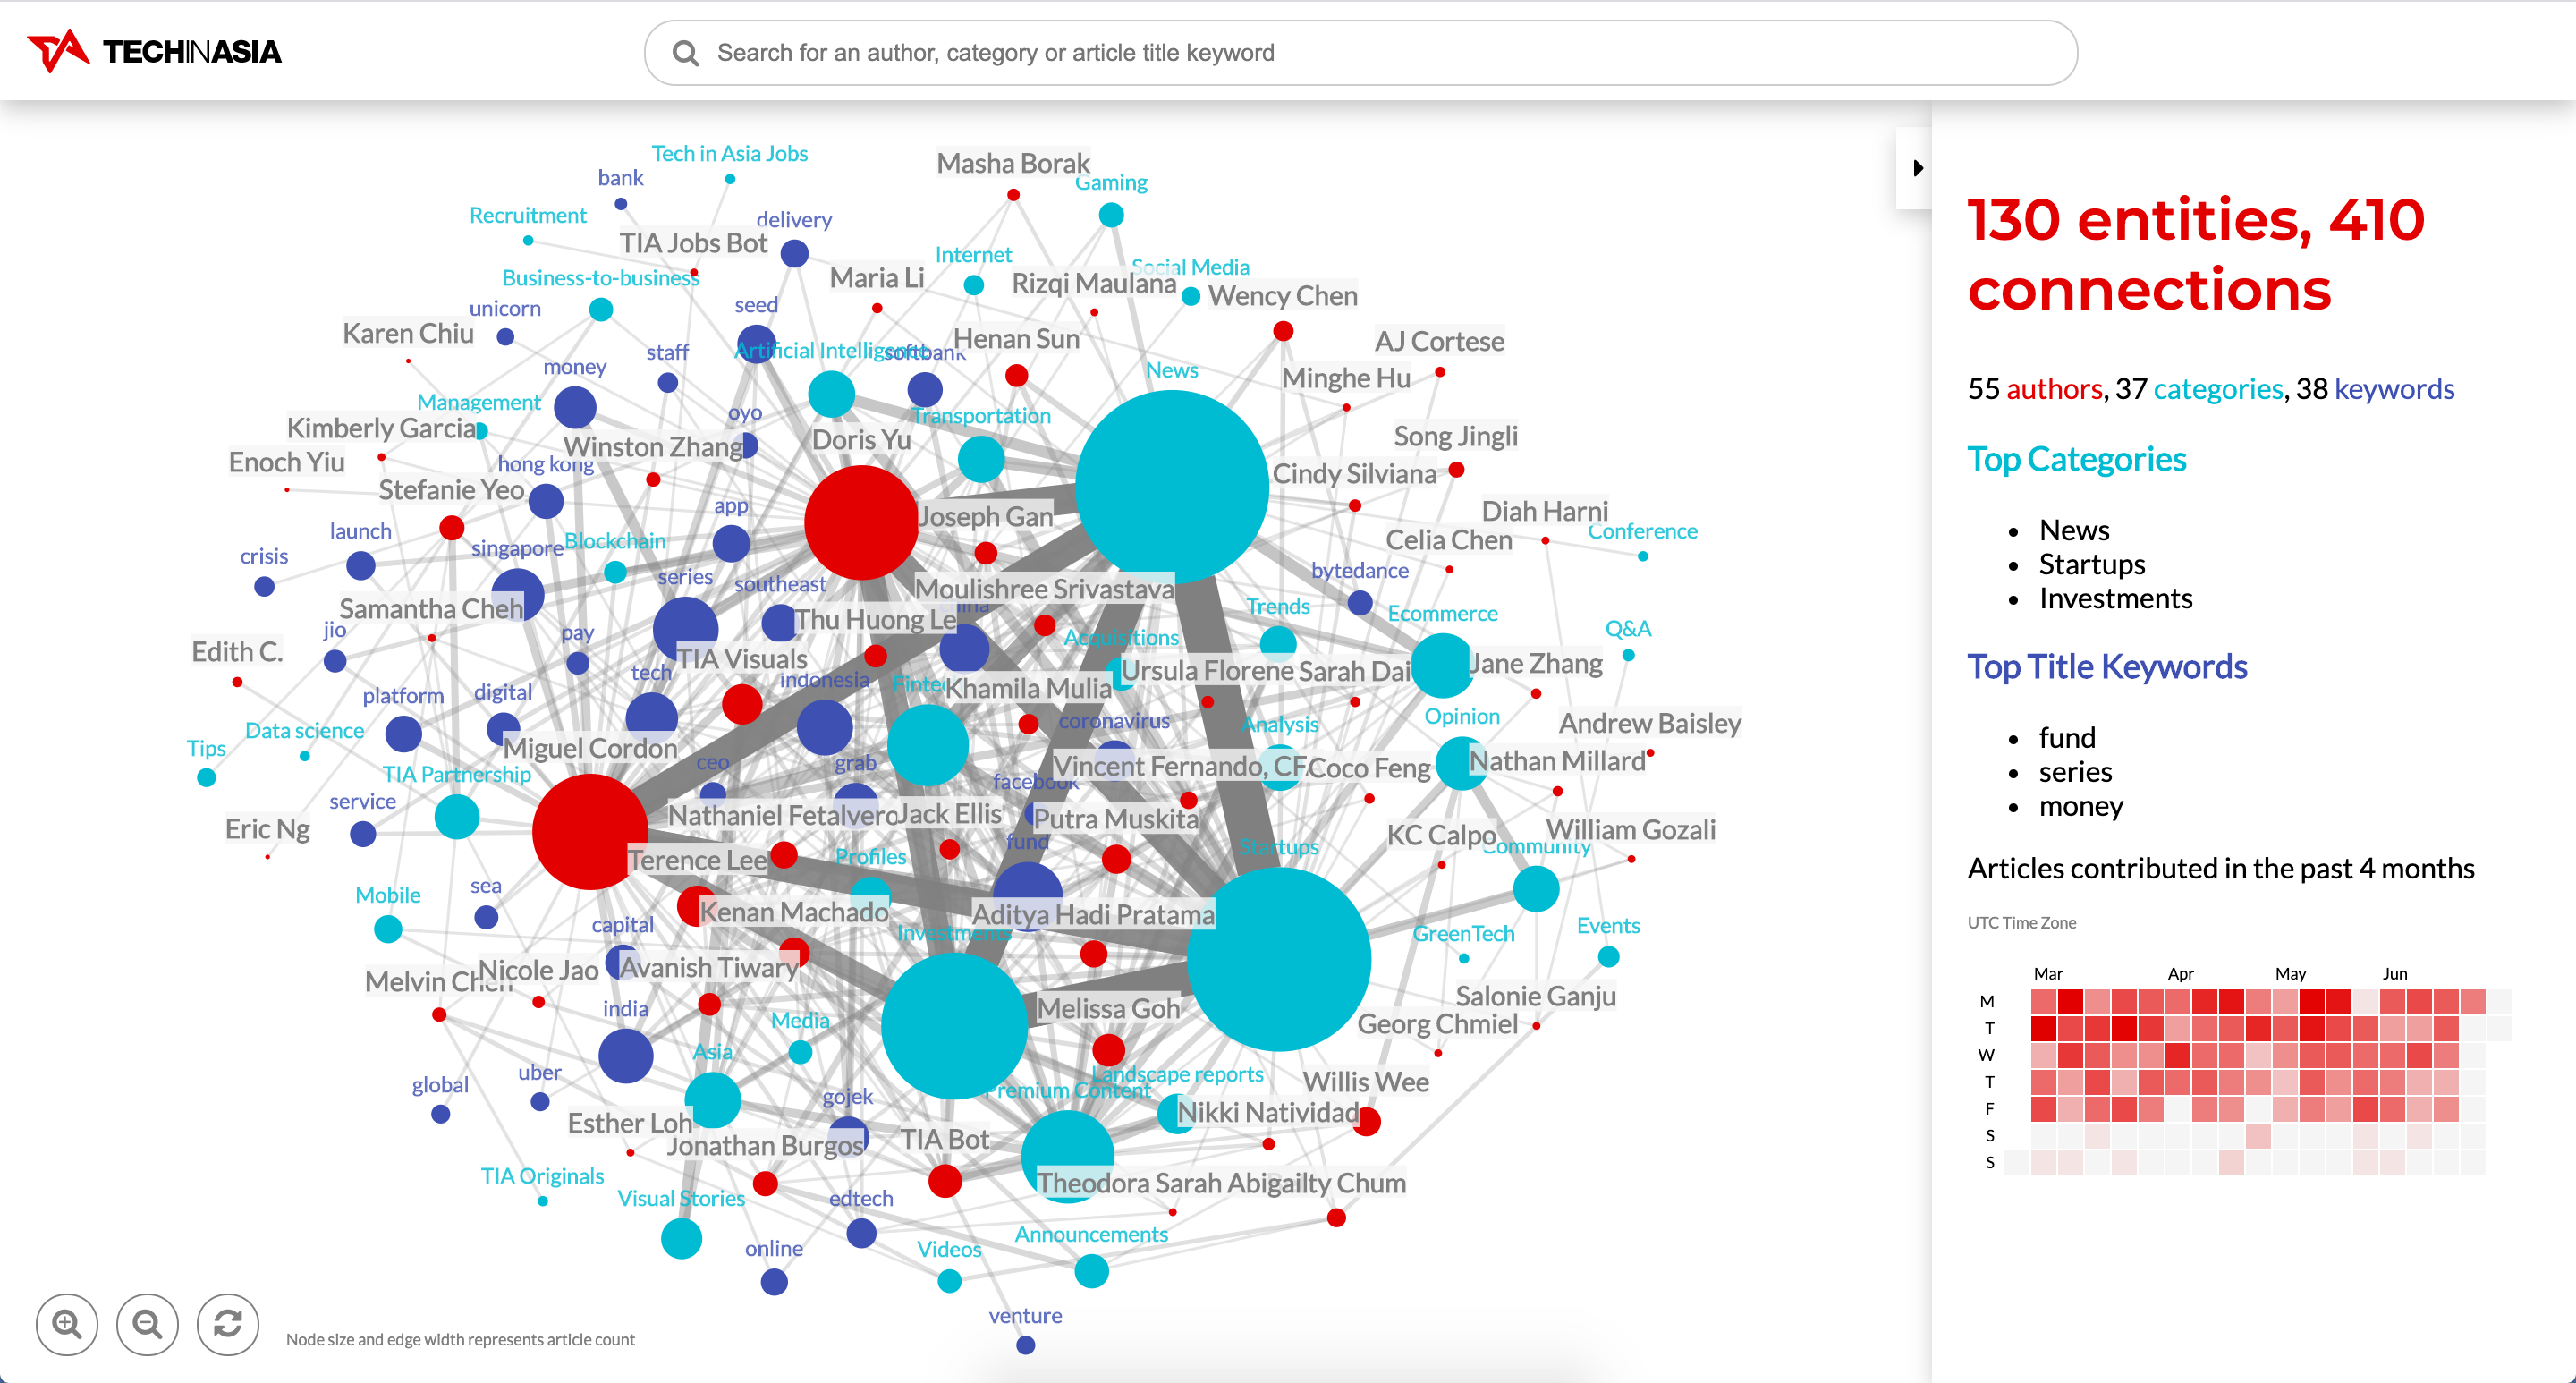 TECHINASIA
Search for an author, category or article title keyword
Tech in Asia Jobs
Masha Borak
bank
Gaming
Recruitment
delivery
TIA Jobs Bot
Internet
Social Media
Business-to-business
Maria Li
Rizqi Maulana
Wency Chen
unicorn
seed
Karen Chiu
Henan Sun
AJ Cortese
staff
Artificial Intelligence
softbank
money
News
Minghe Hu
Management
oyo
Transportation
Kimberly Garcia
Winston Zhang
Doris Yu
Song Jingli
Enoch Yiu
hong kong
Cindy Silviana
Stefanie Yeo
app
Joseph Gan
Diah Harni
launch
Blockchain
Conference
singapore
Celia Chen
crisis
series
southeast
Moulishree Srivastava
bytedance
Samantha Cheh
Thu Huong Le
Trends
Ecommerce
jio
pay
Acquisitions
Q&A
Edith C.
TIA Visuals
Ursula Florene
Sarah Dai
Jane Zhang
tech
indonesia
Khamila Mulia
platform
digital
coronavirus
Analysis
Opinion
Andrew Baisley
Data science
Tips
Miguel Cordon
ceo
grab
Vincent Fernando, CF
Coco Feng
Nathan Millard
TIA Partnership
facebook
service
Nathaniel Fetalvero
Jack Ellis
Putra Muskita
Eric Ng
fund
Startups
KC Calpo
William Gozali
Community
Terence Lee
Profiles
Mobile
sea
Kenan Machado
Aditya Hadi Pratama
capital
Investments
GreenTech
Events
Melvin Chen
Nicole Jao
Avanish Tiwary
india
Media
Melissa Goh
Salonie Ganju
Georg Chmiel
Asia
global
uber
gojek
Landscape reports
Premium Content
Willis Wee
Esther Loh
Nikki Natividad
Jonathan Burgos
TIA Bot
TIA Originals
Visual Stories
edtech
Theodora Sarah Abigail
ty Chum
Announcements
online
Videos
venture
Node size and edge width represents article count
130 entities, 410
connections
55 authors, 37 categories, 38 keywords
Top Categories
News
Startups
Investments
Top Title Keywords
fund
series
money
Articles contributed in the past 4 months
UTC Time Zone
Mar Apr May Jun
M
T
W
T
F
S
S